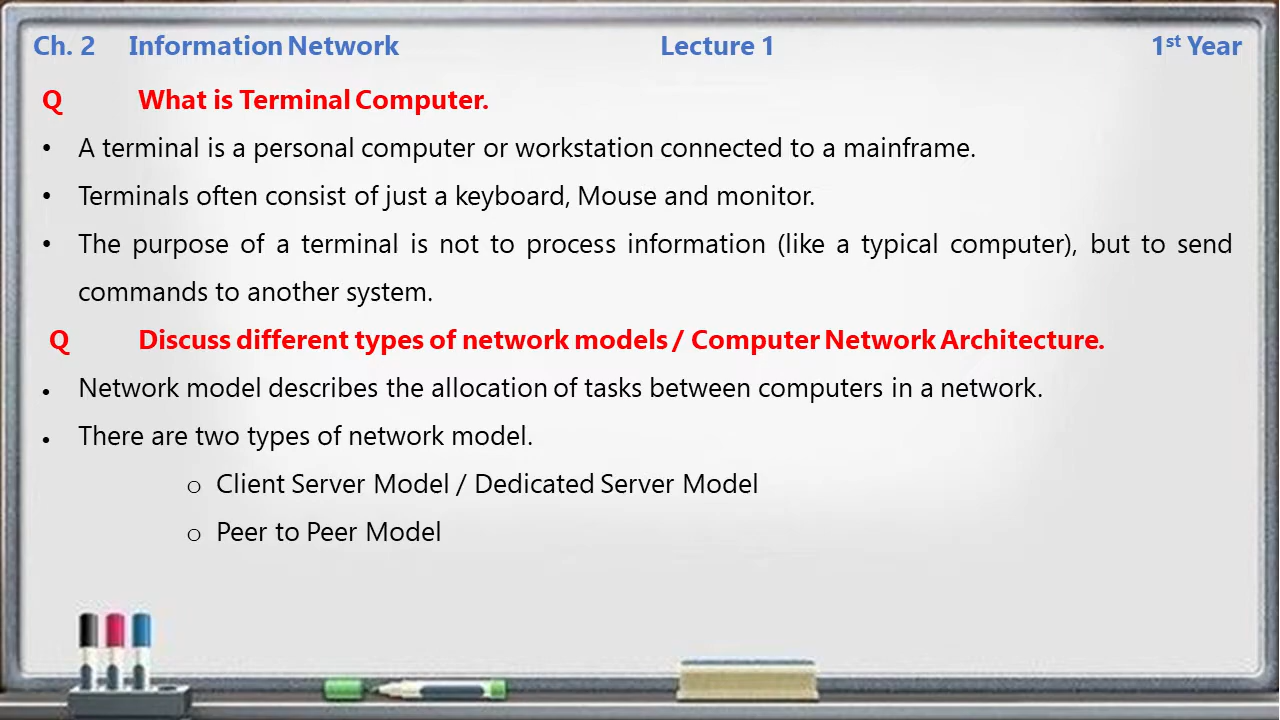 Ch. 2 Information Network Lecture 1 1st Year
Q What is Terminal Computer.
• A terminal is a personal computer or workstation connected to a mainframe.
• Terminals often consist of just a keyboard, Mouse and monitor.
• The purpose of a terminal is not to process information (like a typical computer), but to send
commands to another system.
Q Discuss different types of network models / Computer Network Architecture.
• Network model describes the allocation of tasks between computers in a network.
• There are two types of network model.
o Client Server Model / Dedicated Server Model
o Peer to Peer Model